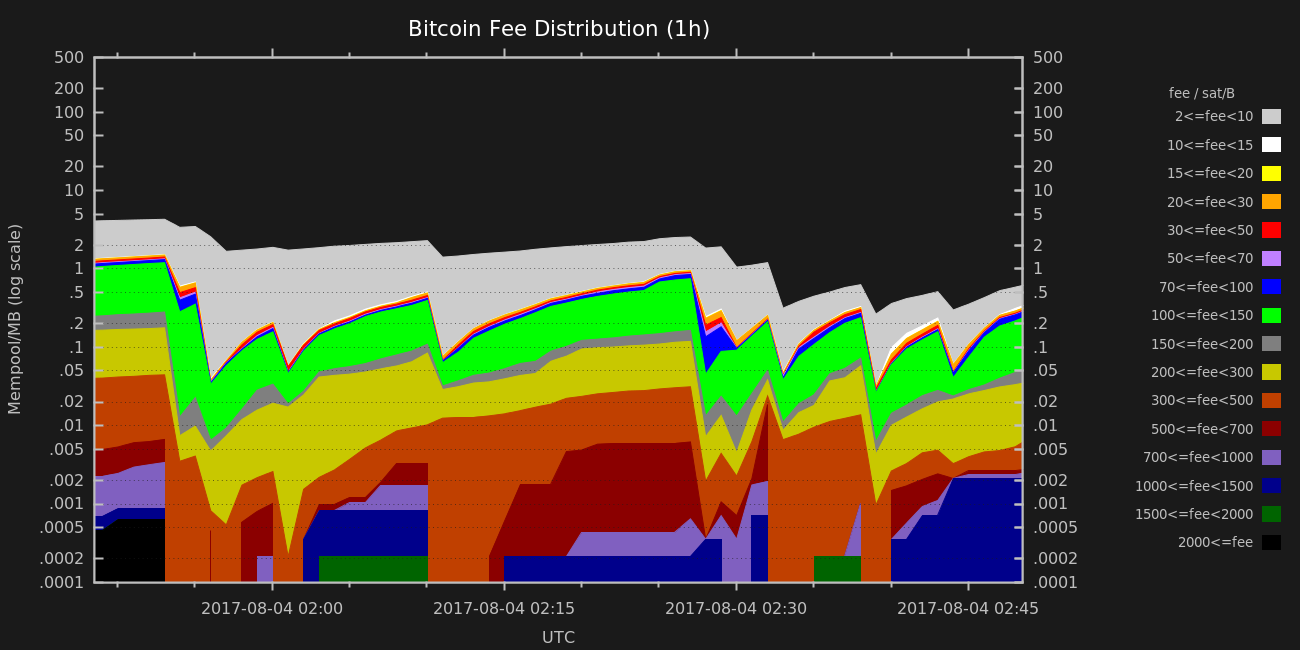 Bitcoin Fee Distribution (1h)
500 500
200 200
100 100
50 50
20 20
10 10
5 5
2 2
1 1
.5 .5
.2 .2
.1 .1
.05 .05
.02 .02
.01 .01
.005 .005
.002 .002
.001 .001
.0005 .0005
.0002 .0002
.0001 .0001
Mempool/MB (log scale)
2017-08-04 02:00 2017-08-04 02:15 2017-08-04 02:30 2017-08-04 02:45
UTC
fee / sat/B
2<=fee<10
10<=fee<15
15<=fee<20
20<=fee<30
30<=fee<50
50<=fee<70
70<=fee<100
100<=fee<150
150<=fee<200
200<=fee<300
300<=fee<500
500<=fee<700
700<=fee<1000
1000<=fee<1500
1500<=fee<2000
2000<=fee